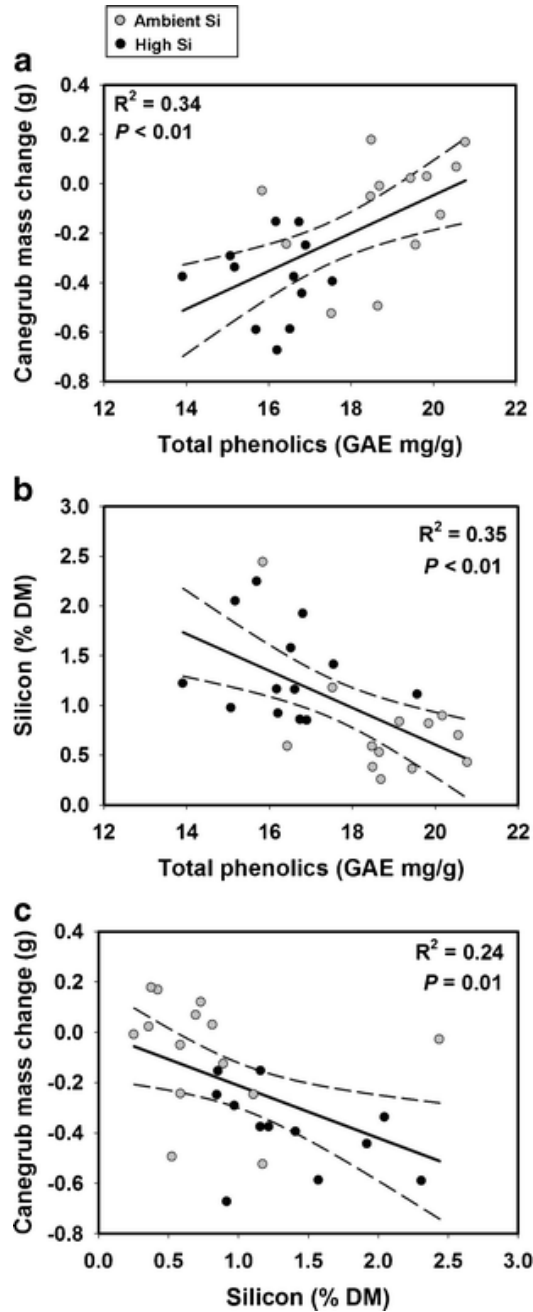 Ambient Si
High Si
a
R² = 0.34
P < 0.01
Canegrub mass change (g)
0.4
0.2
0.0
-0.2
-0.4
-0.6
-0.8
12 14 16 18 20 22
Total phenolics (GAE mg/g)
b
R² = 0.35
P < 0.01
Silicon (% DM)
3.0
2.5
2.0
1.5
1.0
0.5
0.0
12 14 16 18 20 22
Total phenolics (GAE mg/g)
c
R² = 0.24
P = 0.01
Canegrub mass change (g)
0.4
0.2
0.0
-0.2
-0.4
-0.6
-0.8
0.0 0.5 1.0 1.5 2.0 2.5 3.0
Silicon (% DM)